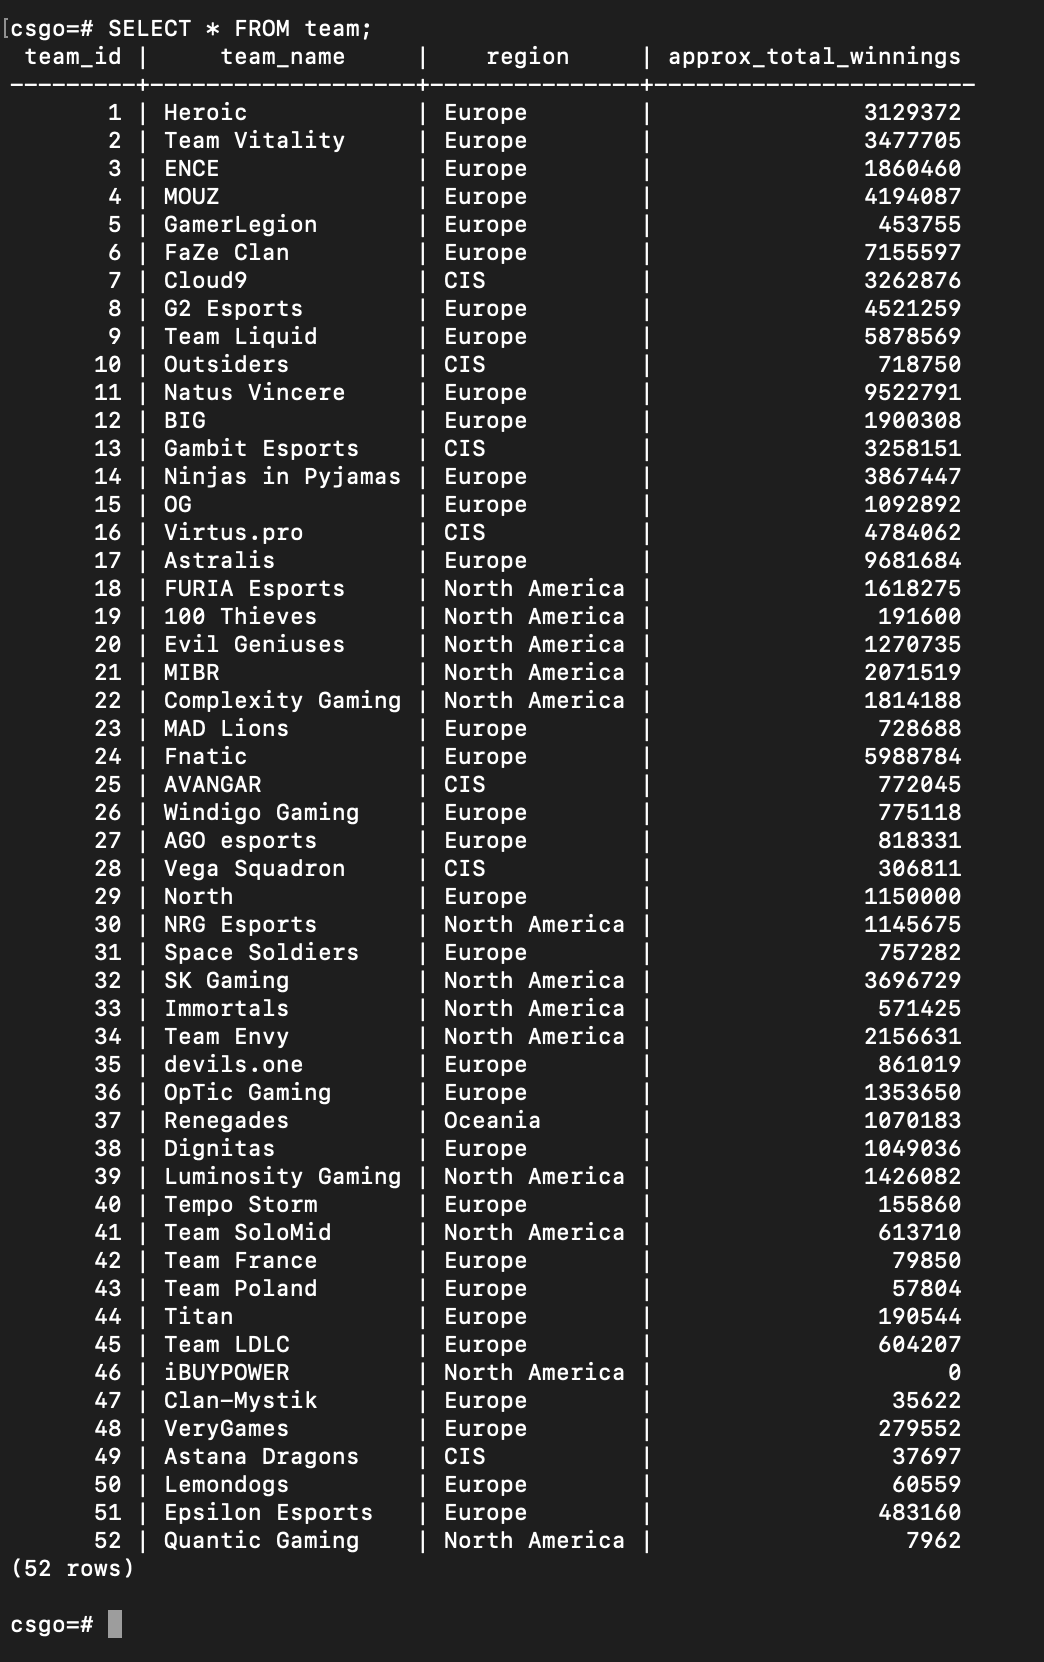 [csgo=# SELECT * FROM team;
 team_id |     team_name     |    region     | approx_total_winnings
---------+-------------------+---------------+-----------------------
       1 | Heroic            | Europe        |               3129372
       2 | Team Vitality     | Europe        |               3477705
       3 | ENCE              | Europe        |               1860460
       4 | MOUZ              | Europe        |               4194087
       5 | GamerLegion       | Europe        |                453755
       6 | FaZe Clan         | Europe        |               7155597
       7 | Cloud9            | CIS           |               3262876
       8 | G2 Esports        | Europe        |               4521259
       9 | Team Liquid       | Europe        |               5878569
      10 | Outsiders         | CIS           |                718750
      11 | Natus Vincere     | Europe        |               9522791
      12 | BIG               | Europe        |               1900308
      13 | Gambit Esports    | CIS           |               3258151
      14 | Ninjas in Pyjamas | Europe        |               3867447
      15 | OG                | Europe        |               1092892
      16 | Virtus.pro        | CIS           |               4784062
      17 | Astralis          | Europe        |               9681684
      18 | FURIA Esports     | North America |               1618275
      19 | 100 Thieves       | North America |                191600
      20 | Evil Geniuses     | North America |               1270735
      21 | MIBR              | North America |               2071519
      22 | Complexity Gaming | North America |               1814188
      23 | MAD Lions         | Europe        |                728688
      24 | Fnatic            | Europe        |               5988784
      25 | AVANGAR           | CIS           |                772045
      26 | Windigo Gaming    | Europe        |                775118
      27 | AGO esports       | Europe        |                818331
      28 | Vega Squadron     | CIS           |                306811
      29 | North             | Europe        |               1150000
      30 | NRG Esports       | North America |               1145675
      31 | Space Soldiers    | Europe        |                757282
      32 | SK Gaming         | North America |               3696729
      33 | Immortals         | North America |                571425
      34 | Team Envy         | North America |               2156631
      35 | devils.one        | Europe        |                861019
      36 | OpTic Gaming      | Europe        |               1353650
      37 | Renegades         | Oceania       |               1070183
      38 | Dignitas          | Europe        |               1049036
      39 | Luminosity Gaming | North America |               1426082
      40 | Tempo Storm       | Europe        |                155860
      41 | Team SoloMid      | North America |                613710
      42 | Team France       | Europe        |                 79850
      43 | Team Poland       | Europe        |                 57804
      44 | Titan             | Europe        |                190544
      45 | Team LDLC         | Europe        |                604207
      46 | iBUYPOWER         | North America |                     0
      47 | Clan-Mystik       | Europe        |                 35622
      48 | VeryGames         | Europe        |                279552
      49 | Astana Dragons    | CIS           |                 37697
      50 | Lemondogs         | Europe        |                 60559
      51 | Epsilon Esports   | Europe        |                483160
      52 | Quantic Gaming    | North America |                  7962
(52 rows)
csgo=#